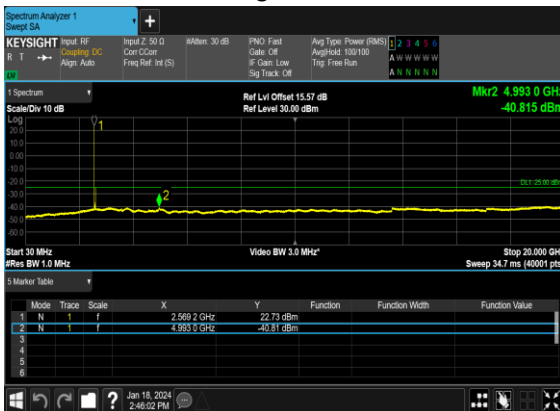 Spectrum Analyzer 1
Swept SA
KEYSIGHT
R T
LV
Input: RF
Coupling: DC
Align: Auto
Input Z: 50 Ω
Corr CCorr
Freq Ref: Int (S)
#Atten: 30 dB
PNO: Fast
Gate: Off
IF Gain: Low
Sig Track: Off
Avg Type: Power (RMS)
Avg|Hold: 100/100
Trig: Free Run
1 2 3 4 5 6
A W W W W W
A N N N N N
1 Spectrum
Scale/Div 10 dB
Ref Lvl Offset 15.57 dB
Ref Level 30.00 dBm
Mkr2 4.993 0 GHz
-40.815 dBm
Log
20.0
10.0
0.00
-10.0
-20.0
-30.0
-40.0
-50.0
-60.0
1
2
DL1 -25.00 dBm
Start 30 MHz
#Res BW 1.0 MHz
Video BW 3.0 MHz*
Stop 20.000 GHz
Sweep 34.7 ms (40001 pts)
5 Marker Table
Mode Trace Scale X Y Function Function Width Function Value
1 N 1 f 2.569 2 GHz 22.73 dBm
2 N 1 f 4.993 0 GHz -40.81 dBm
3
4
5
6
Jan 18, 2024
2:46:02 PM